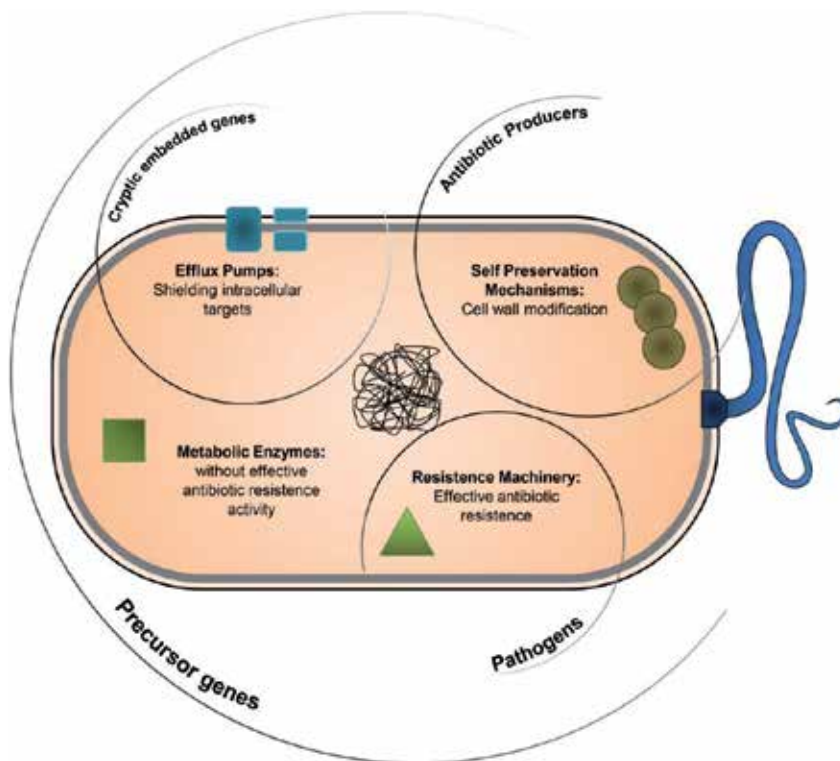 Cryptic embedded genes
Antibiotic Producers
Efflux Pumps:
Shielding intracellular
targets
Self Preservation
Mechanisms:
Cell wall modification
Metabolic Enzymes:
without effective
antibiotic resistence
activity
Resistence Machinery:
Effective antibiotic
resistence
Precursor genes
Pathogens